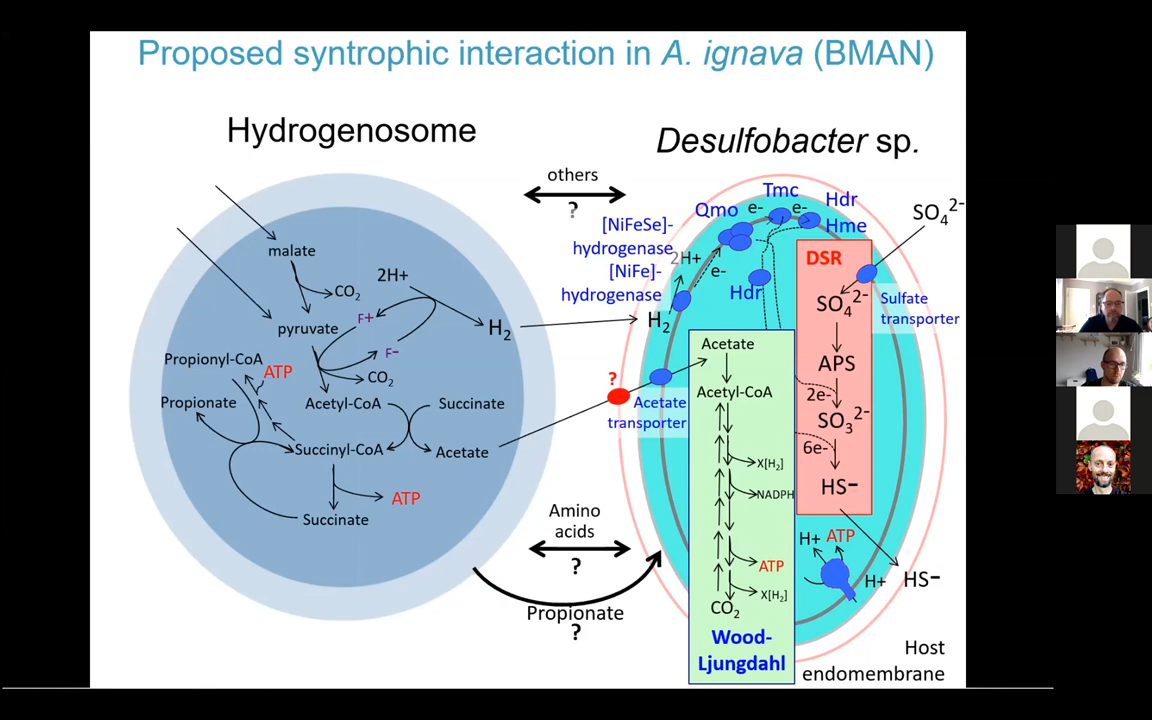 Proposed syntrophic interaction in A. ignava (BMAN)
Hydrogenosome
Desulfobacter sp.
others
?
malate
CO2
2H+
pyruvate
F+
F−
H2
CO2
Propionyl-CoA
ATP
Propionate
Acetyl-CoA
Succinate
Succinyl-CoA
Acetate
ATP
Succinate
Amino
acids
?
Propionate
?
[NiFeSe]-
hydrogenase
[NiFe]-
hydrogenase
2H+
e-
H2
Qmo
e-
Tmc
e-
Hdr
Hme
Hdr
SO4 2-
DSR
Sulfate
transporter
SO4 2-
APS
2e-
SO3 2-
6e-
HS−
?
Acetate
transporter
Acetate
Acetyl-CoA
X[H2]
NADPH
ATP
X[H2]
CO2
Wood-
Ljungdahl
H+
ATP
H+
HS−
Host
endomembrane